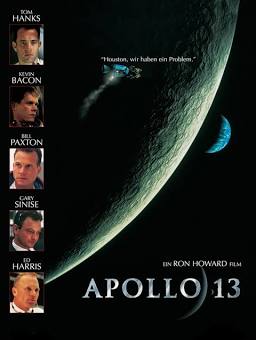 TOM
HANKS
KEVIN
BACON
BILL
PAXTON
GARY
SINISE
ED
HARRIS
"Houston, wir haben ein Problem."
EIN RON HOWARD FILM
APOLLO 13